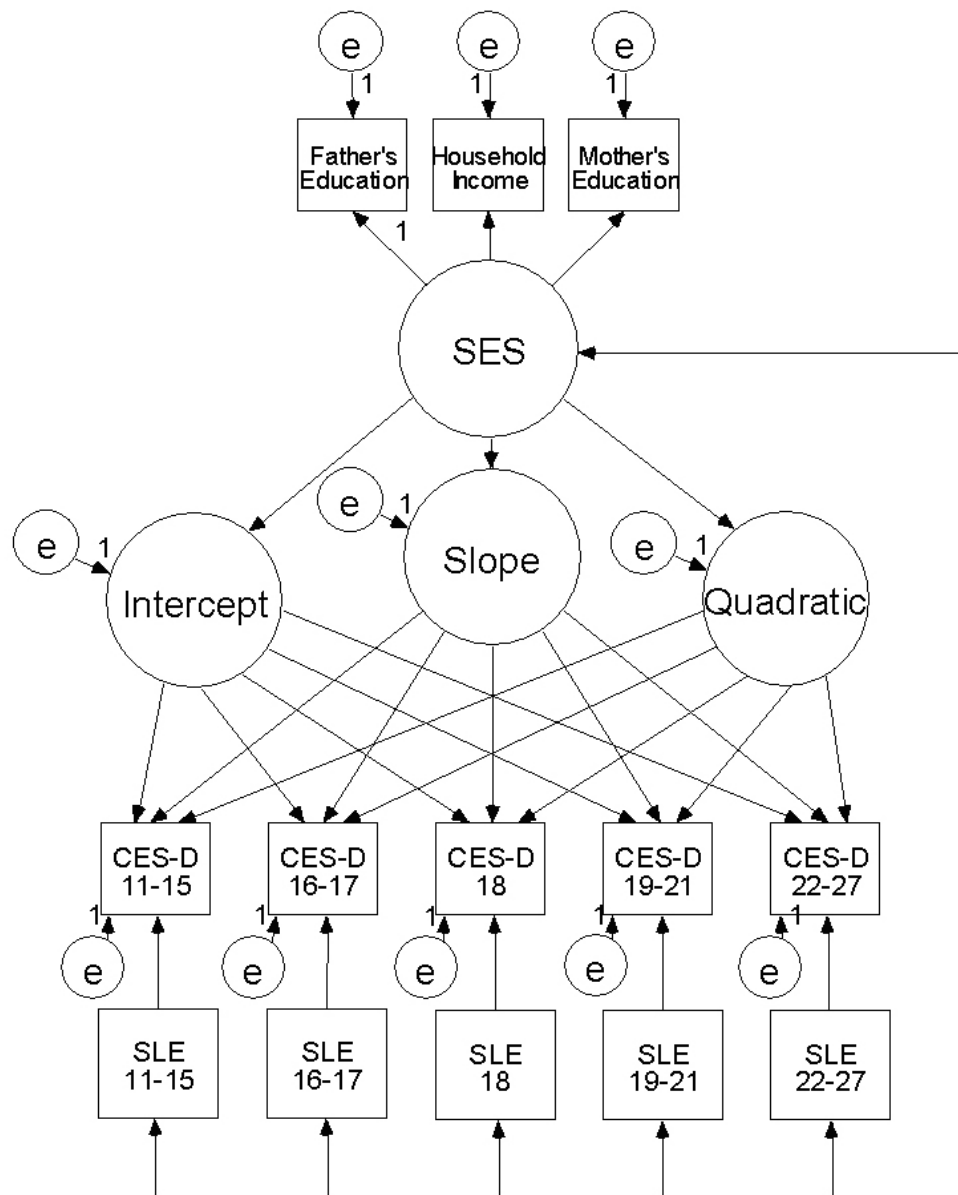 e
e
e
1
1
1
Father's
Education
Household
Income
Mother's
Education
1
SES
e
1
e
1
e
1
Intercept
Slope
Quadratic
CES-D
11-15
CES-D
16-17
CES-D
18
CES-D
19-21
CES-D
22-27
1
1
1
1
1
e
e
e
e
e
SLE
11-15
SLE
16-17
SLE
18
SLE
19-21
SLE
22-27